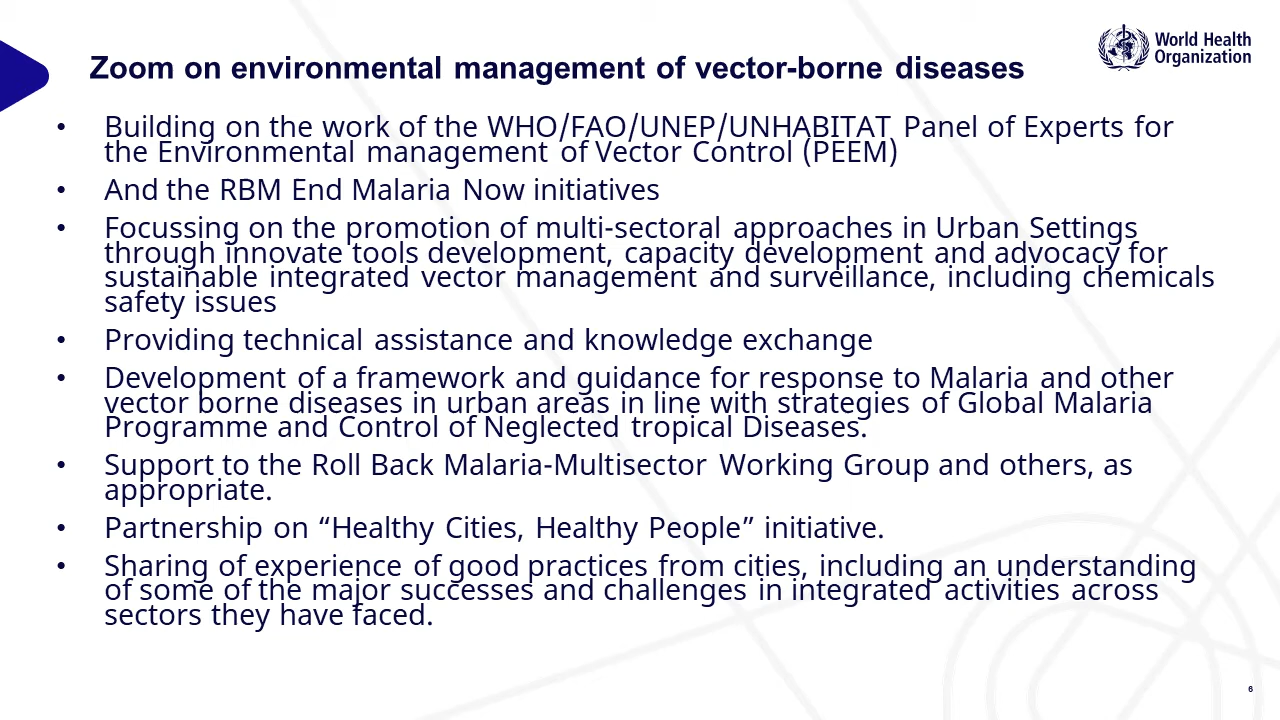 World Health
Organization
Zoom on environmental management of vector-borne diseases
• Building on the work of the WHO/FAO/UNEP/UNHABITAT Panel of Experts for
the Environmental management of Vector Control (PEEM)
• And the RBM End Malaria Now initiatives
• Focussing on the promotion of multi-sectoral approaches in Urban Settings
through innovate tools development, capacity development and advocacy for
sustainable integrated vector management and surveillance, including chemicals
safety issues
• Providing technical assistance and knowledge exchange
• Development of a framework and guidance for response to Malaria and other
vector borne diseases in urban areas in line with strategies of Global Malaria
Programme and Control of Neglected tropical Diseases.
• Support to the Roll Back Malaria-Multisector Working Group and others, as
appropriate.
• Partnership on “Healthy Cities, Healthy People” initiative.
• Sharing of experience of good practices from cities, including an understanding
of some of the major successes and challenges in integrated activities across
sectors they have faced.
6